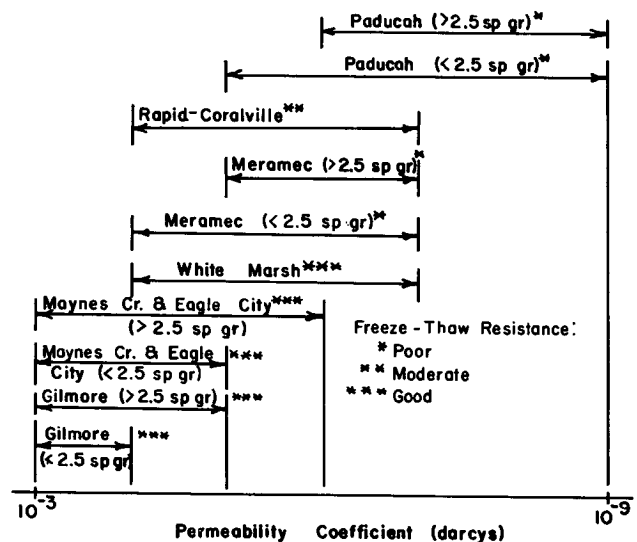 Paducah (>2.5 sp gr)*
Paducah (<2.5 sp gr)*
Rapid-Coralville**
Meramec (>2.5 sp gr)*
Meramec (<2.5 sp gr)*
White Marsh***
Maynes Cr. & Eagle City***
(>2.5 sp gr)
Maynes Cr. & Eagle ***
City (<2.5 sp gr)
Gilmore (>2.5 sp gr) ***
Gilmore ***
(<2.5 sp gr)
Freeze-Thaw Resistance:
* Poor
** Moderate
*** Good
10-3
10-9
Permeability Coefficient (darcys)